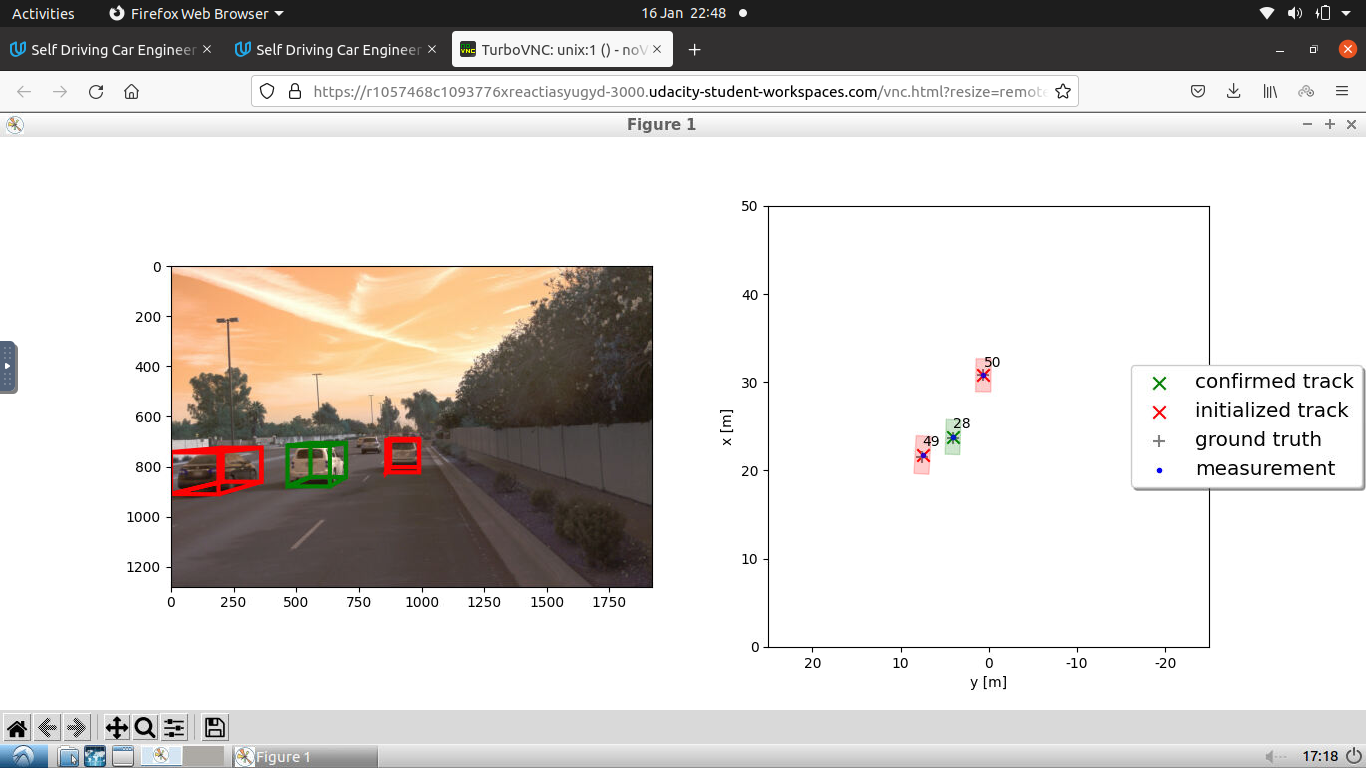 Activities Firefox Web Browser 16 Jan 22:48
Self Driving Car Engineer Self Driving Car Engineer TurboVNC: unix:1 () - noV
https://r1057468c1093776xreactiasyugyd-3000.udacity-student-workspaces.com/vnc.html?resize=remote
Figure 1
0
200
400
600
800
1000
1200
0 250 500 750 1000 1250 1500 1750
50
40
30
20
10
0
x [m]
50
28
49
20 10 0 -10 -20
y [m]
confirmed track
initialized track
ground truth
measurement
Figure 1 17:18